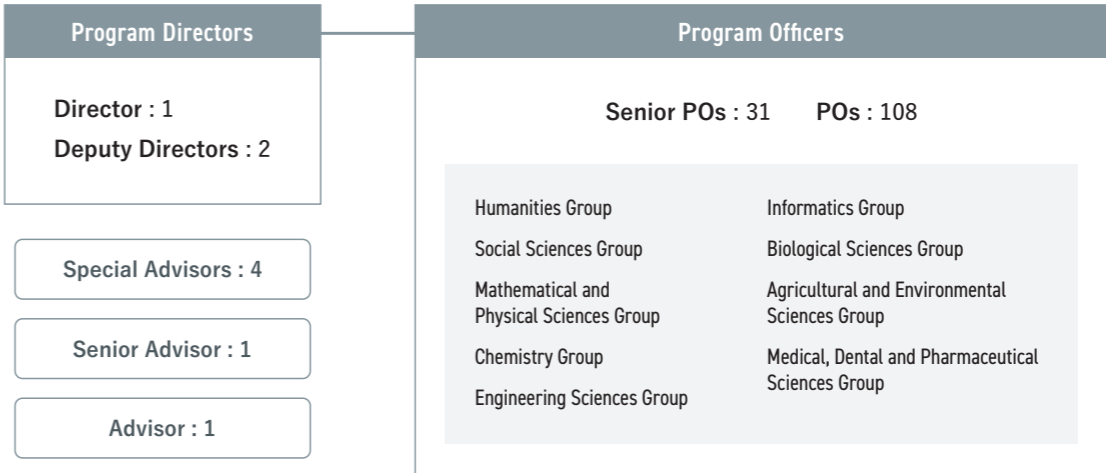 Program Directors
Director : 1
Deputy Directors : 2
Special Advisors : 4
Senior Advisor : 1
Advisor : 1
Program Officers
Senior POs : 31 POs : 108
Humanities Group
Social Sciences Group
Mathematical and
Physical Sciences Group
Chemistry Group
Engineering Sciences Group
Informatics Group
Biological Sciences Group
Agricultural and Environmental
Sciences Group
Medical, Dental and Pharmaceutical
Sciences Group